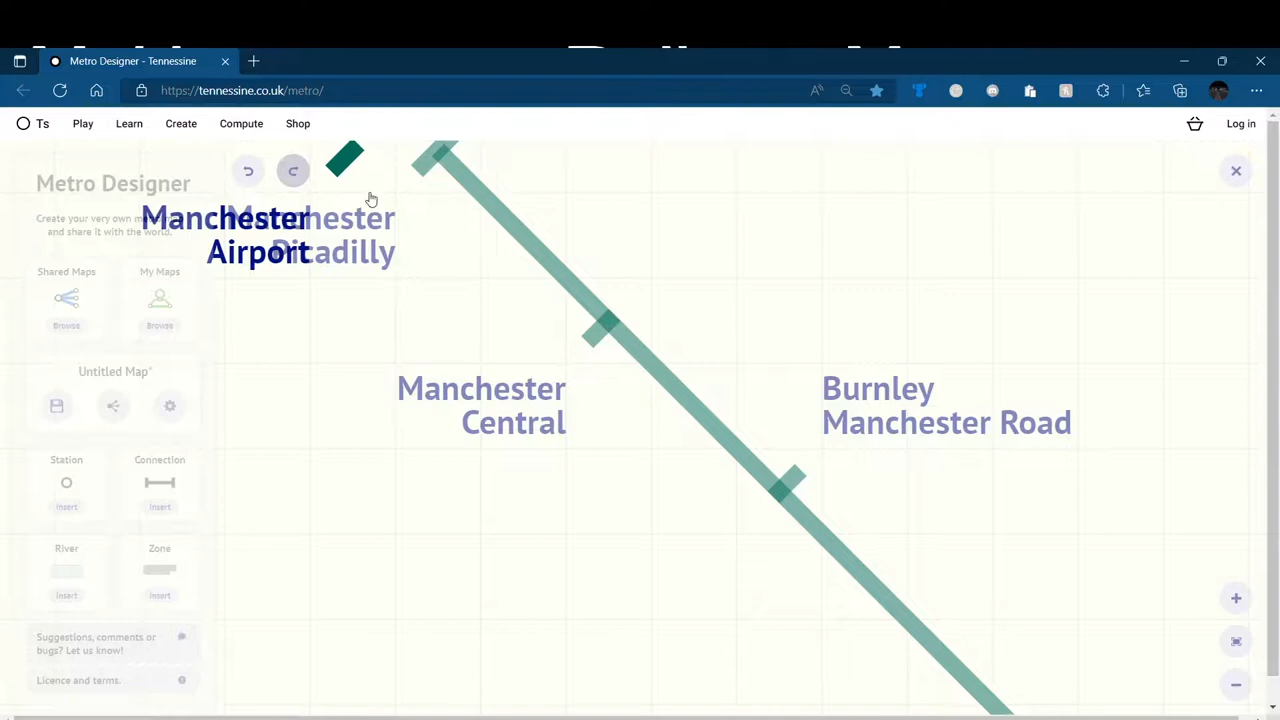 Metro Designer - Tennessine
https://tennessine.co.uk/metro/
Ts Play Learn Create Compute Shop Log in
Metro Designer
Create your very own metro map
and share it with the world.
Manchester
Airport
Manchester
Picadilly
Shared Maps
My Maps
Browse
Browse
Untitled Map*
Manchester
Central
Burnley
Manchester Road
Station
Connection
Insert
Insert
River
Zone
Insert
Insert
Suggestions, comments or
bugs? Let us know!
Licence and terms.